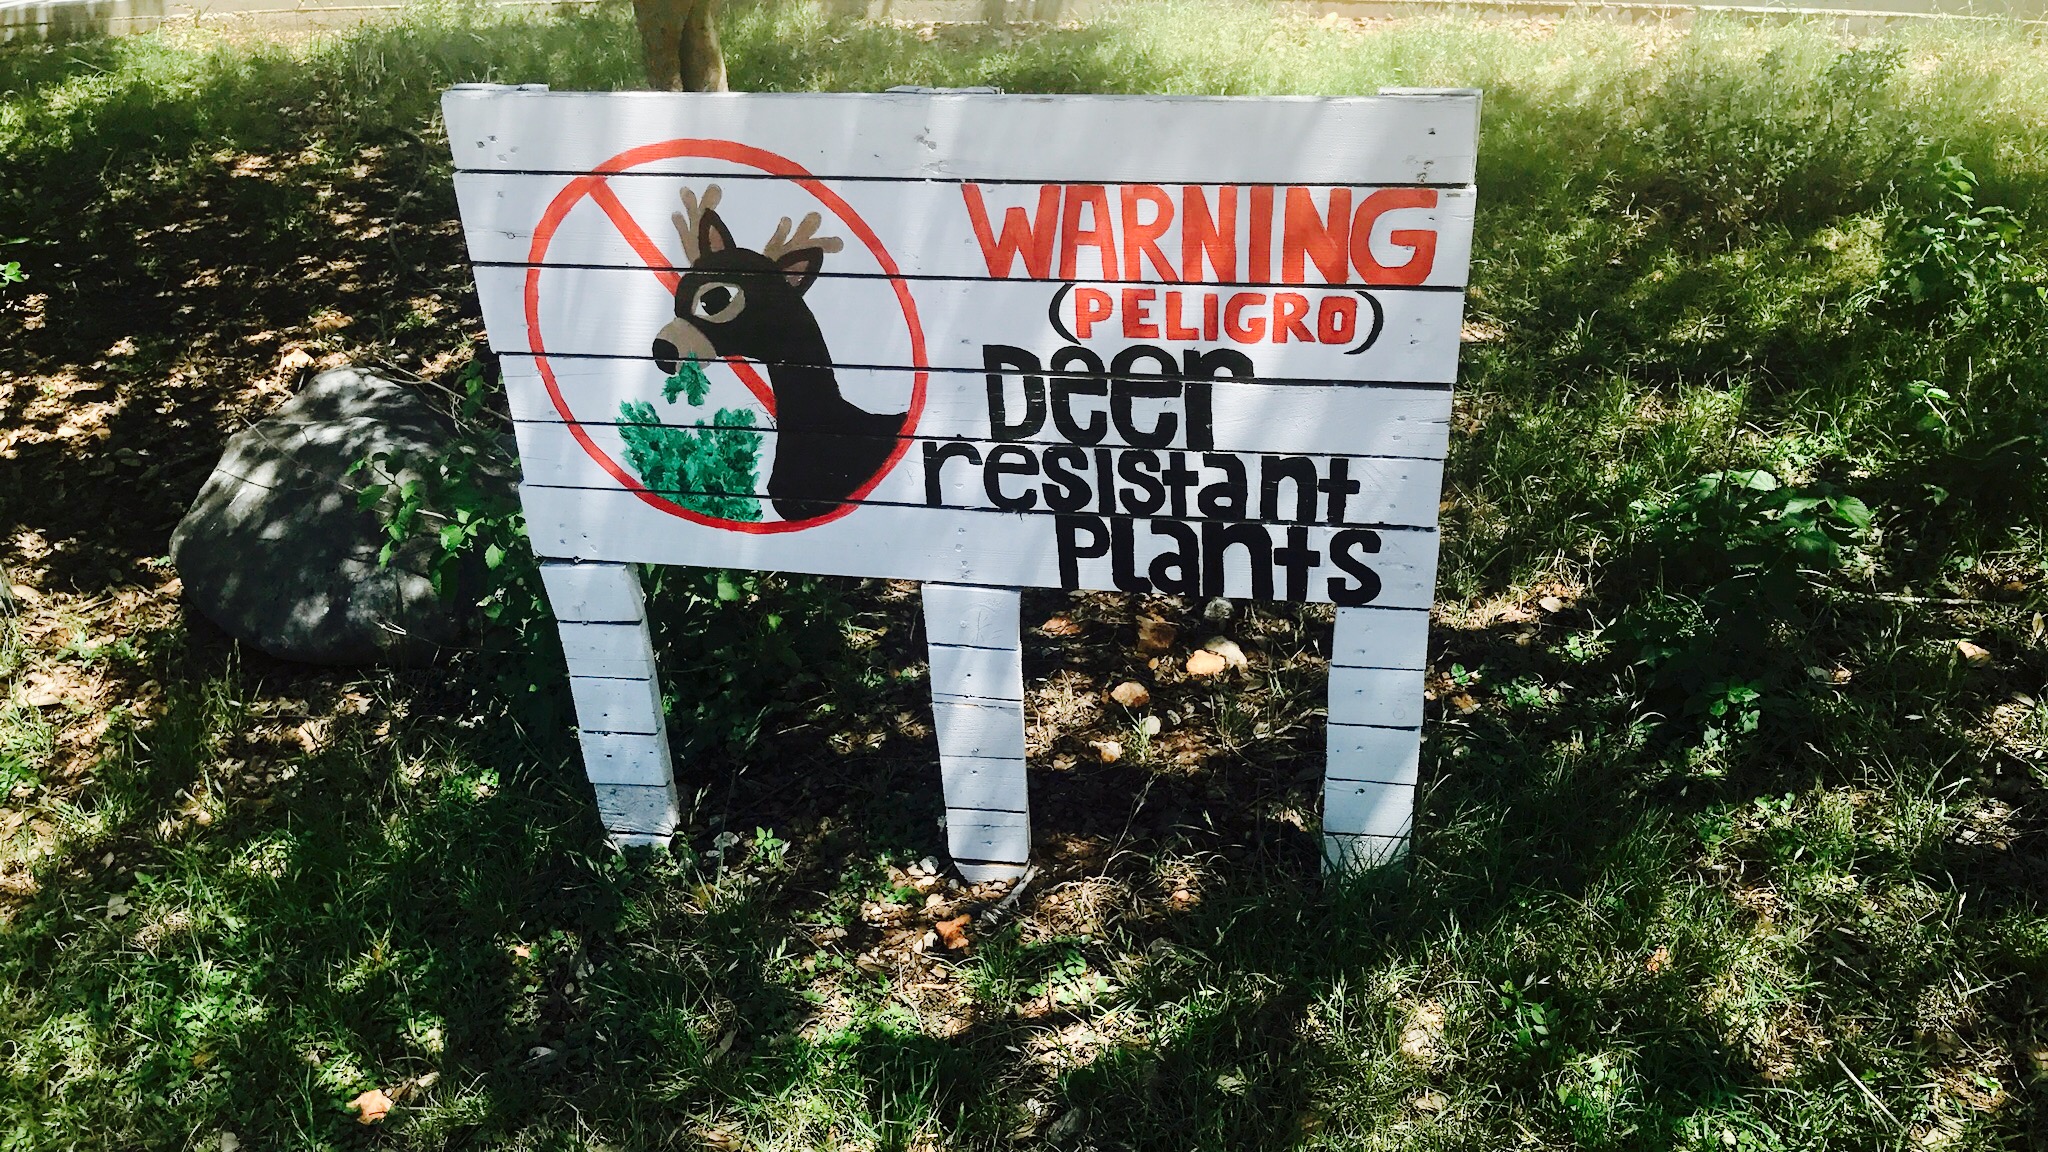 WARNING
(PELIGRO)
Deer
resistant
Plants